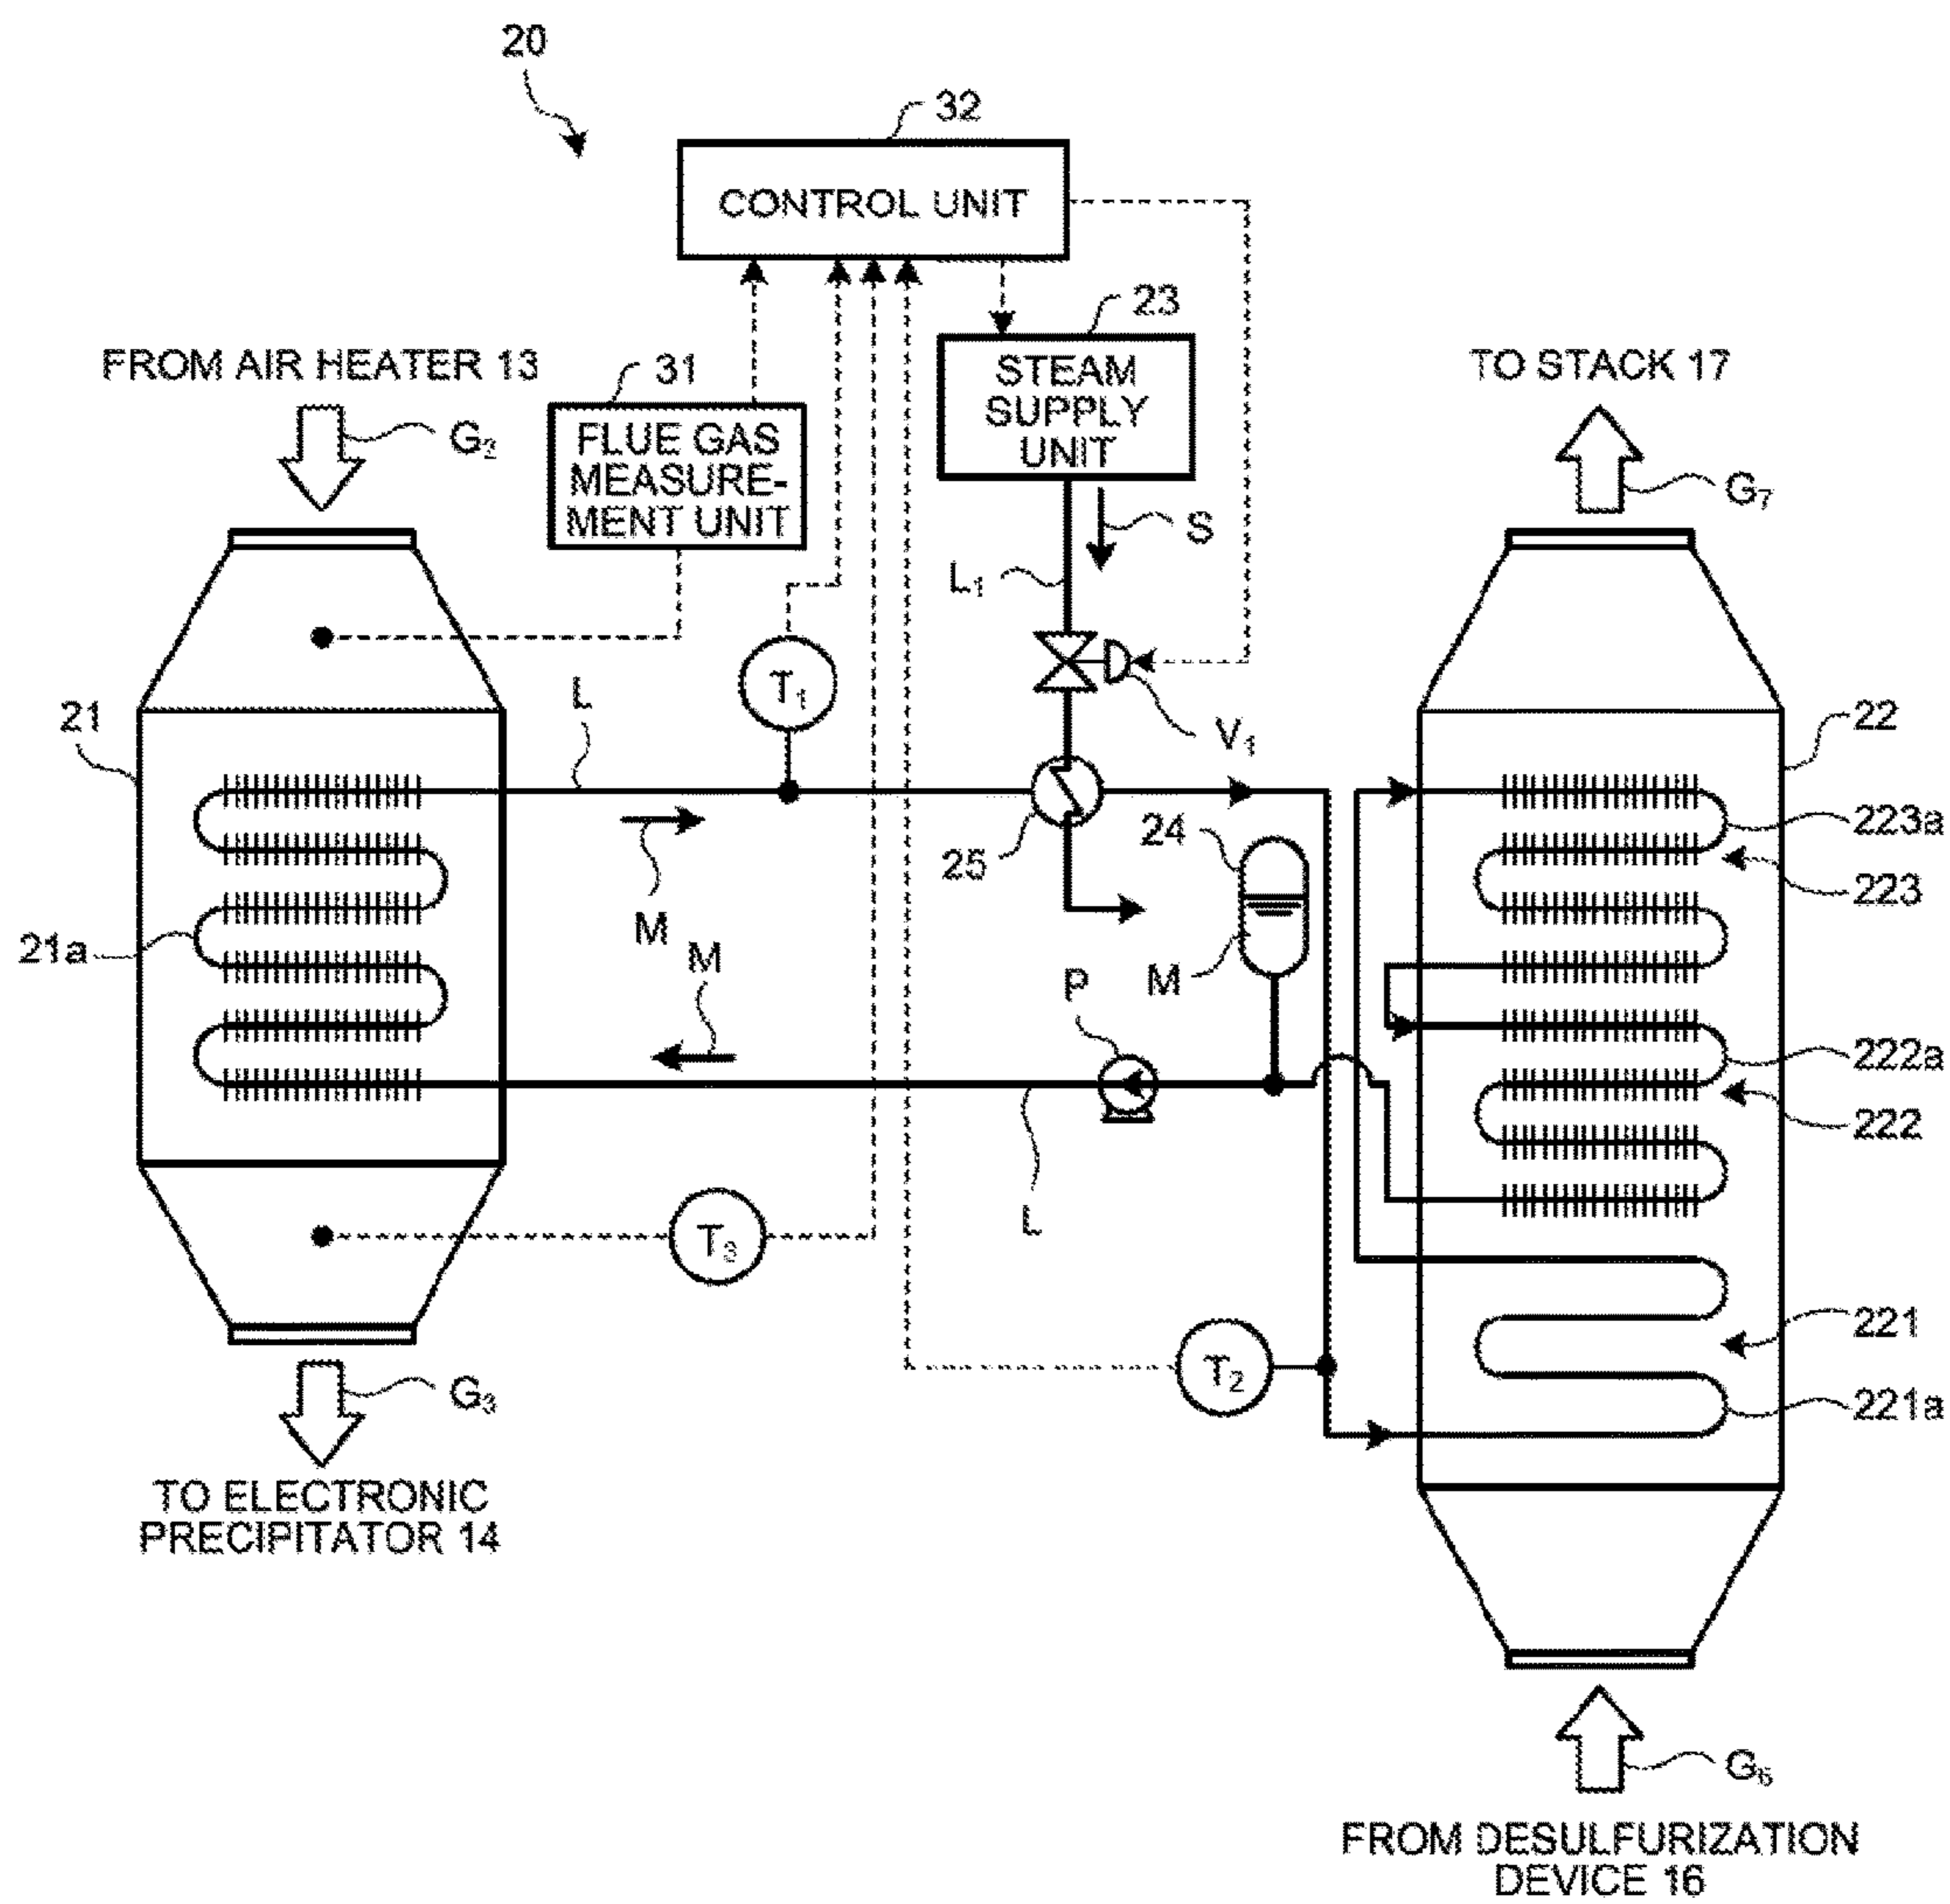 20
32
CONTROL UNIT
23
FROM AIR HEATER 13
31
STEAM
SUPPLY
UNIT
TO STACK 17
G₂
FLUE GAS
MEASURE-
MENT UNIT
G₇
S
L₁
T₁
L
V₁
21
22
24
223a
25
223
M
21a
M
M
P
222a
222
T₃
L
221
T₂
G₃
221a
TO ELECTRONIC
PRECIPITATOR 14
G₆
FROM DESULFURIZATION
DEVICE 16